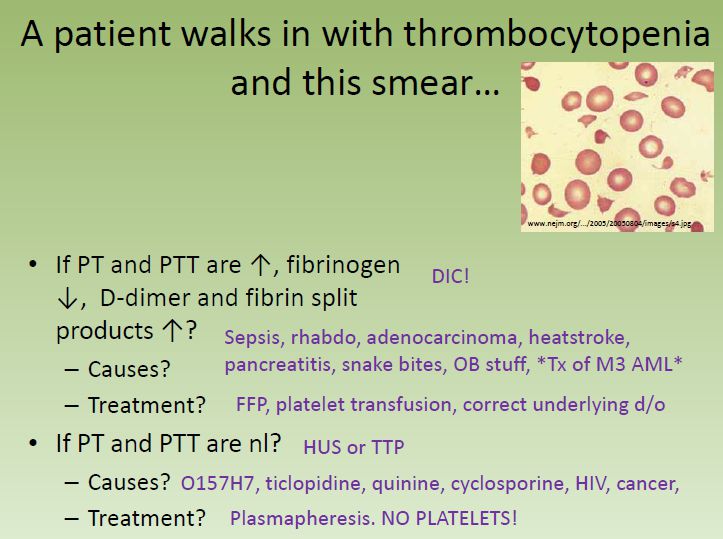 A patient walks in with thrombocytopenia
and this smear…
www.nejm.org/.../2005/20050804/images/s4.jpg
• If PT and PTT are ↑, fibrinogen
↓, D-dimer and fibrin split
products ↑?
DIC!
– Causes?
Sepsis, rhabdo, adenocarcinoma, heatstroke,
pancreatitis, snake bites, OB stuff, *Tx of M3 AML*
– Treatment?
FFP, platelet transfusion, correct underlying d/o
• If PT and PTT are nl?
HUS or TTP
– Causes?
O157H7, ticlopidine, quinine, cyclosporine, HIV, cancer,
– Treatment?
Plasmapheresis. NO PLATELETS!